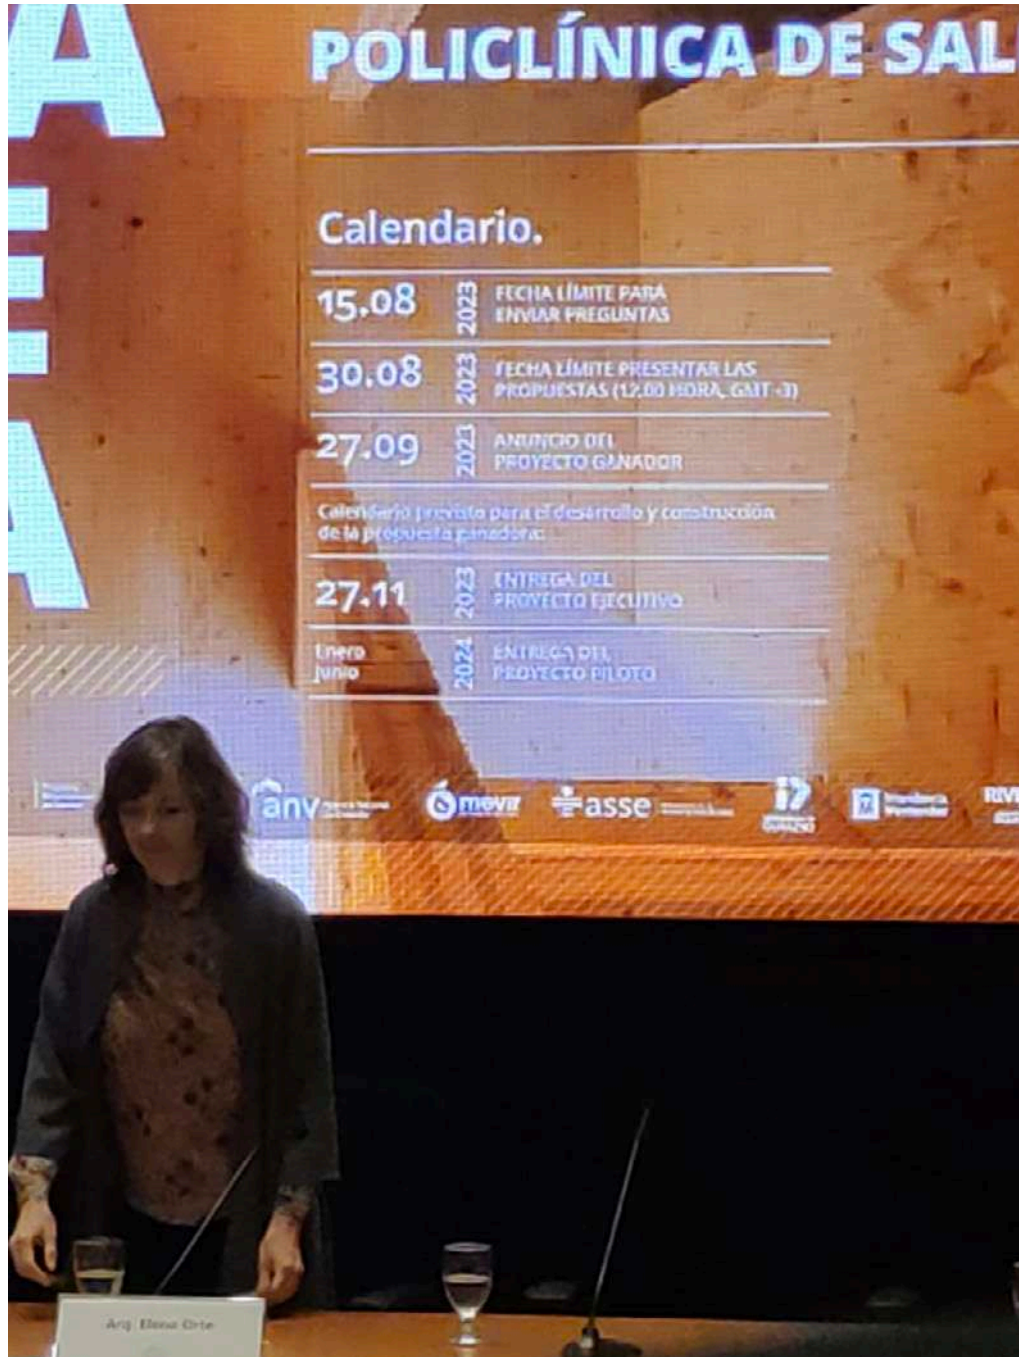 POLICLÍNICA DE SAL
Calendario.
15.08 2023 FECHA LÍMITE PARA
ENVIAR PREGUNTAS
30.08 2023 FECHA LÍMITE PRESENTAR LAS
PROPUESTAS (12.00 HORA, GMT -3)
27.09 2023 ANUNCIO DEL
PROYECTO GANADOR
Calendario previsto para el desarrollo y construcción
de la propuesta ganadora:
27.11 2023 ENTREGA DEL
PROYECTO EJECUTIVO
Enero
Junio 2024 ENTREGA DEL
PROYECTO PILOTO
anv mevir asse
Arq. Elena Orte